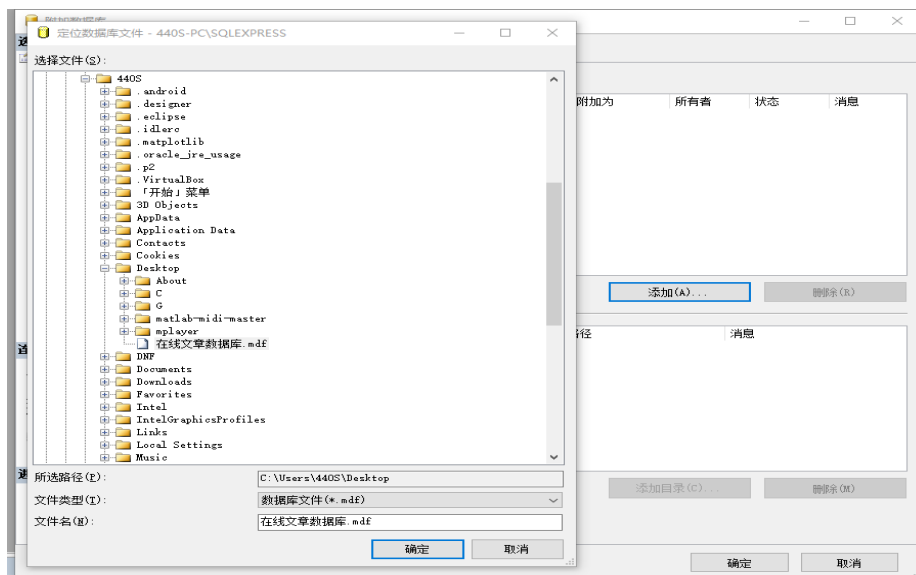 附加数据库
定位数据库文件 - 440S-PC\SQLEXPRESS
选择文件(S):
440S
.android
.designer
.eclipse
.idlerc
.matplotlib
.oracle_jre_usage
.p2
.VirtualBox
「开始」菜单
3D Objects
AppData
Application Data
Contacts
Cookies
Desktop
About
C
G
matlab-midi-master
mplayer
在线文章数据库.mdf
DNF
Documents
Downloads
Favorites
Intel
IntelGraphicsProfiles
Links
Local Settings
Music
所选路径(P):
C:\Users\440S\Desktop
文件类型(T):
数据库文件(*.mdf)
文件名(N):
在线文章数据库.mdf
确定
取消
附加为
所有者
状态
消息
添加(A)...
删除(R)
径
消息
添加目录(C)...
删除(M)
确定
取消